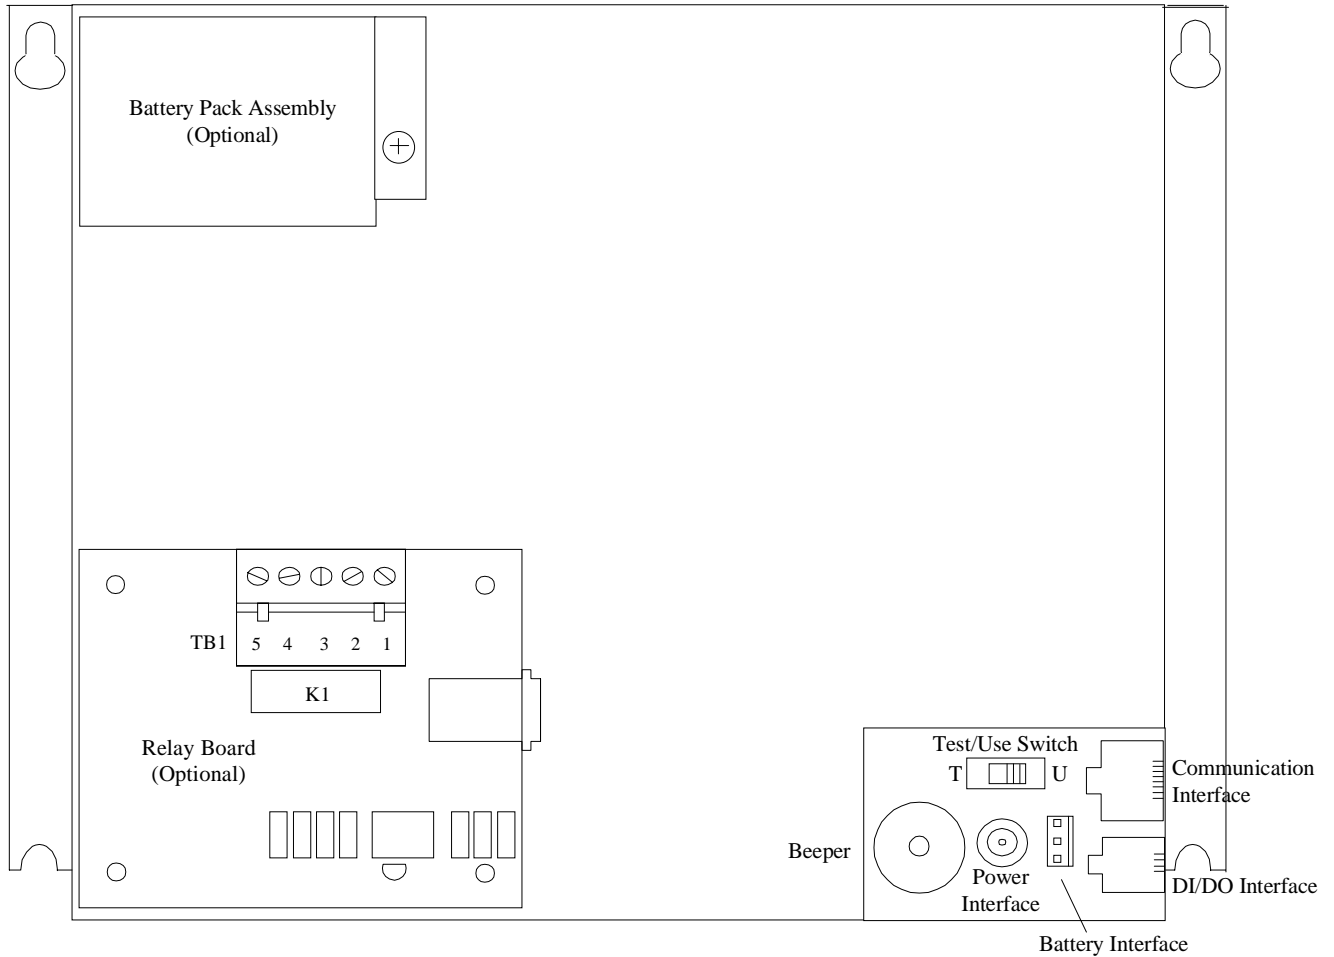 Battery Pack Assembly
(Optional)
TB1
5 4 3 2 1
K1
Relay Board
(Optional)
Test/Use Switch
T U
Communication
Interface
Beeper
Power
Interface
DI/DO Interface
Battery Interface